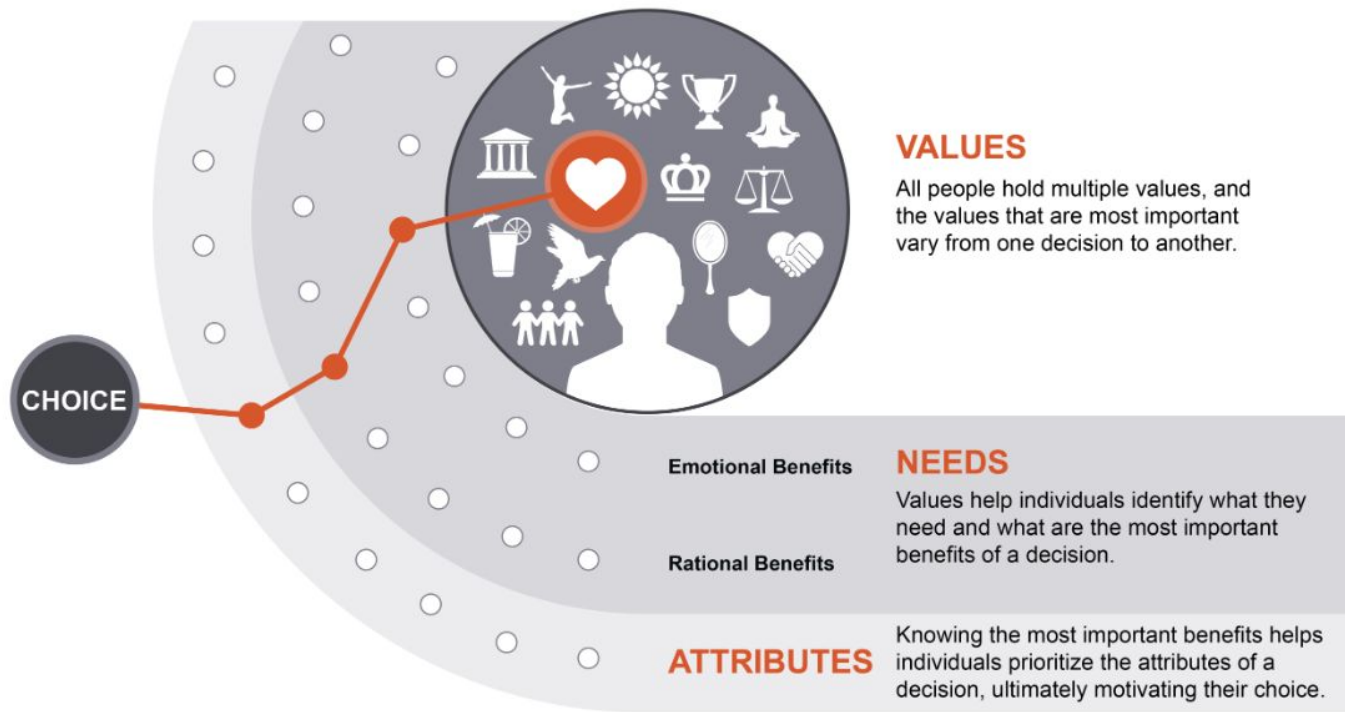 VALUES
All people hold multiple values, and
the values that are most important
vary from one decision to another.
CHOICE
Emotional Benefits
NEEDS
Values help individuals identify what they
need and what are the most important
benefits of a decision.
Rational Benefits
ATTRIBUTES
Knowing the most important benefits helps
individuals prioritize the attributes of a
decision, ultimately motivating their choice.